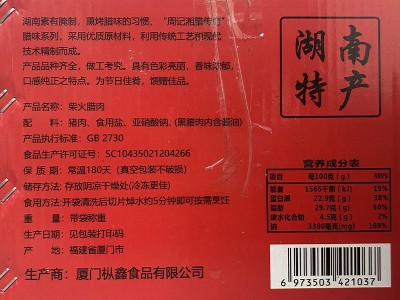 湖南素有腌制，熏烤腊味的习惯、“周记湘腊传奇”
腊味系列，采用优质原材料，利用传统工艺和现代
技术精制而成。
产品品种齐全，做工考究。具有色彩亮丽，香味浓郁，
口感纯正之特点。为节日佳肴、馈赠佳品。
产品名称：柴火腊肉
配　　料：猪肉、食用盐、亚硝酸钠、(黑腊肉内含酱油)
产品执行标准：GB 2730
食品生产许可证号：SC10435021204266
保 质 期：常温180天（真空包装不破损）
储存方法：存放阴凉干燥处(冷冻更佳)
食用方法：开袋清洗后切片焯水约5分钟即可按需烹饪
重　　量：带袋称重
生产日期：见包装打印码
产　　地：福建省厦门市
生产商：厦门枞鑫食品有限公司
湖南
特产
营养成分表
项目 每100克(g) NRV%
能量 1565千焦(kJ) 19%
蛋白质 22.9克(g) 38%
脂肪 29.7克(g) 50%
碳水化合物 4.5克(g) 2%
钠 3380毫克(mg) 169%
6 973503 421037